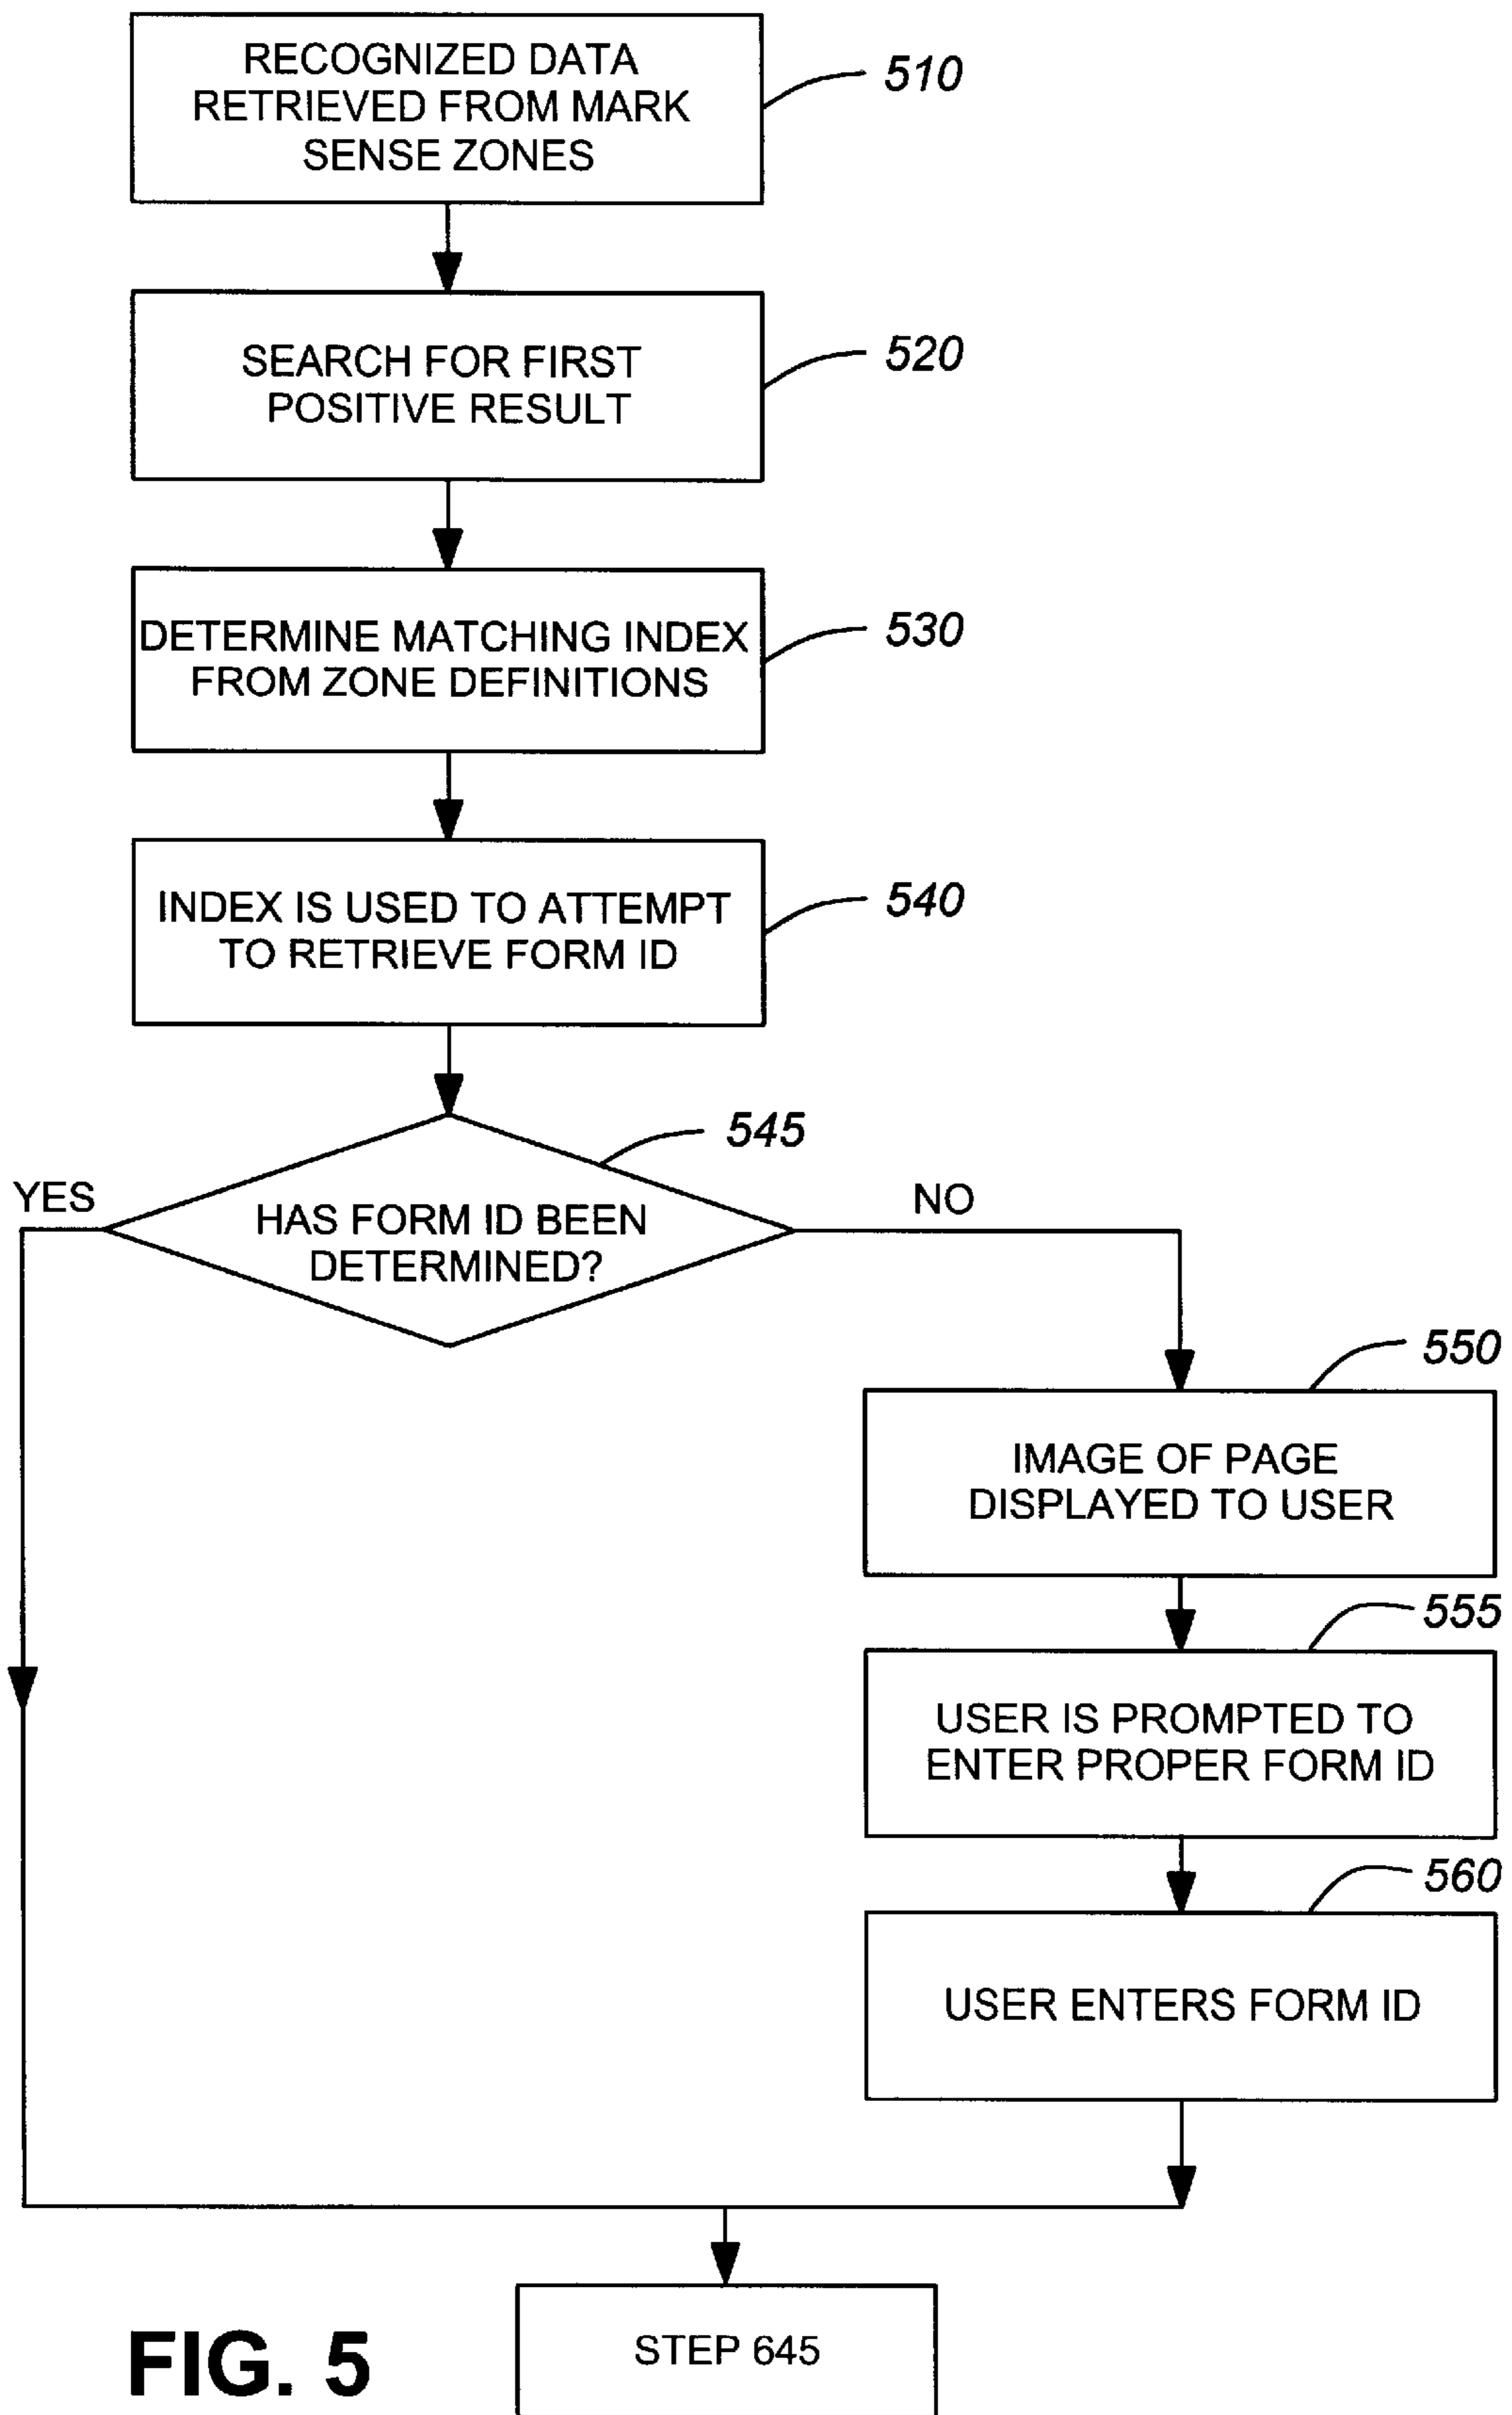 RECOGNIZED DATA
RETRIEVED FROM MARK
SENSE ZONES
510
SEARCH FOR FIRST
POSITIVE RESULT
520
DETERMINE MATCHING INDEX
FROM ZONE DEFINITIONS
530
INDEX IS USED TO ATTEMPT
TO RETRIEVE FORM ID
540
545
YES
HAS FORM ID BEEN
DETERMINED?
NO
550
IMAGE OF PAGE
DISPLAYED TO USER
555
USER IS PROMPTED TO
ENTER PROPER FORM ID
560
USER ENTERS FORM ID
STEP 645
FIG. 5